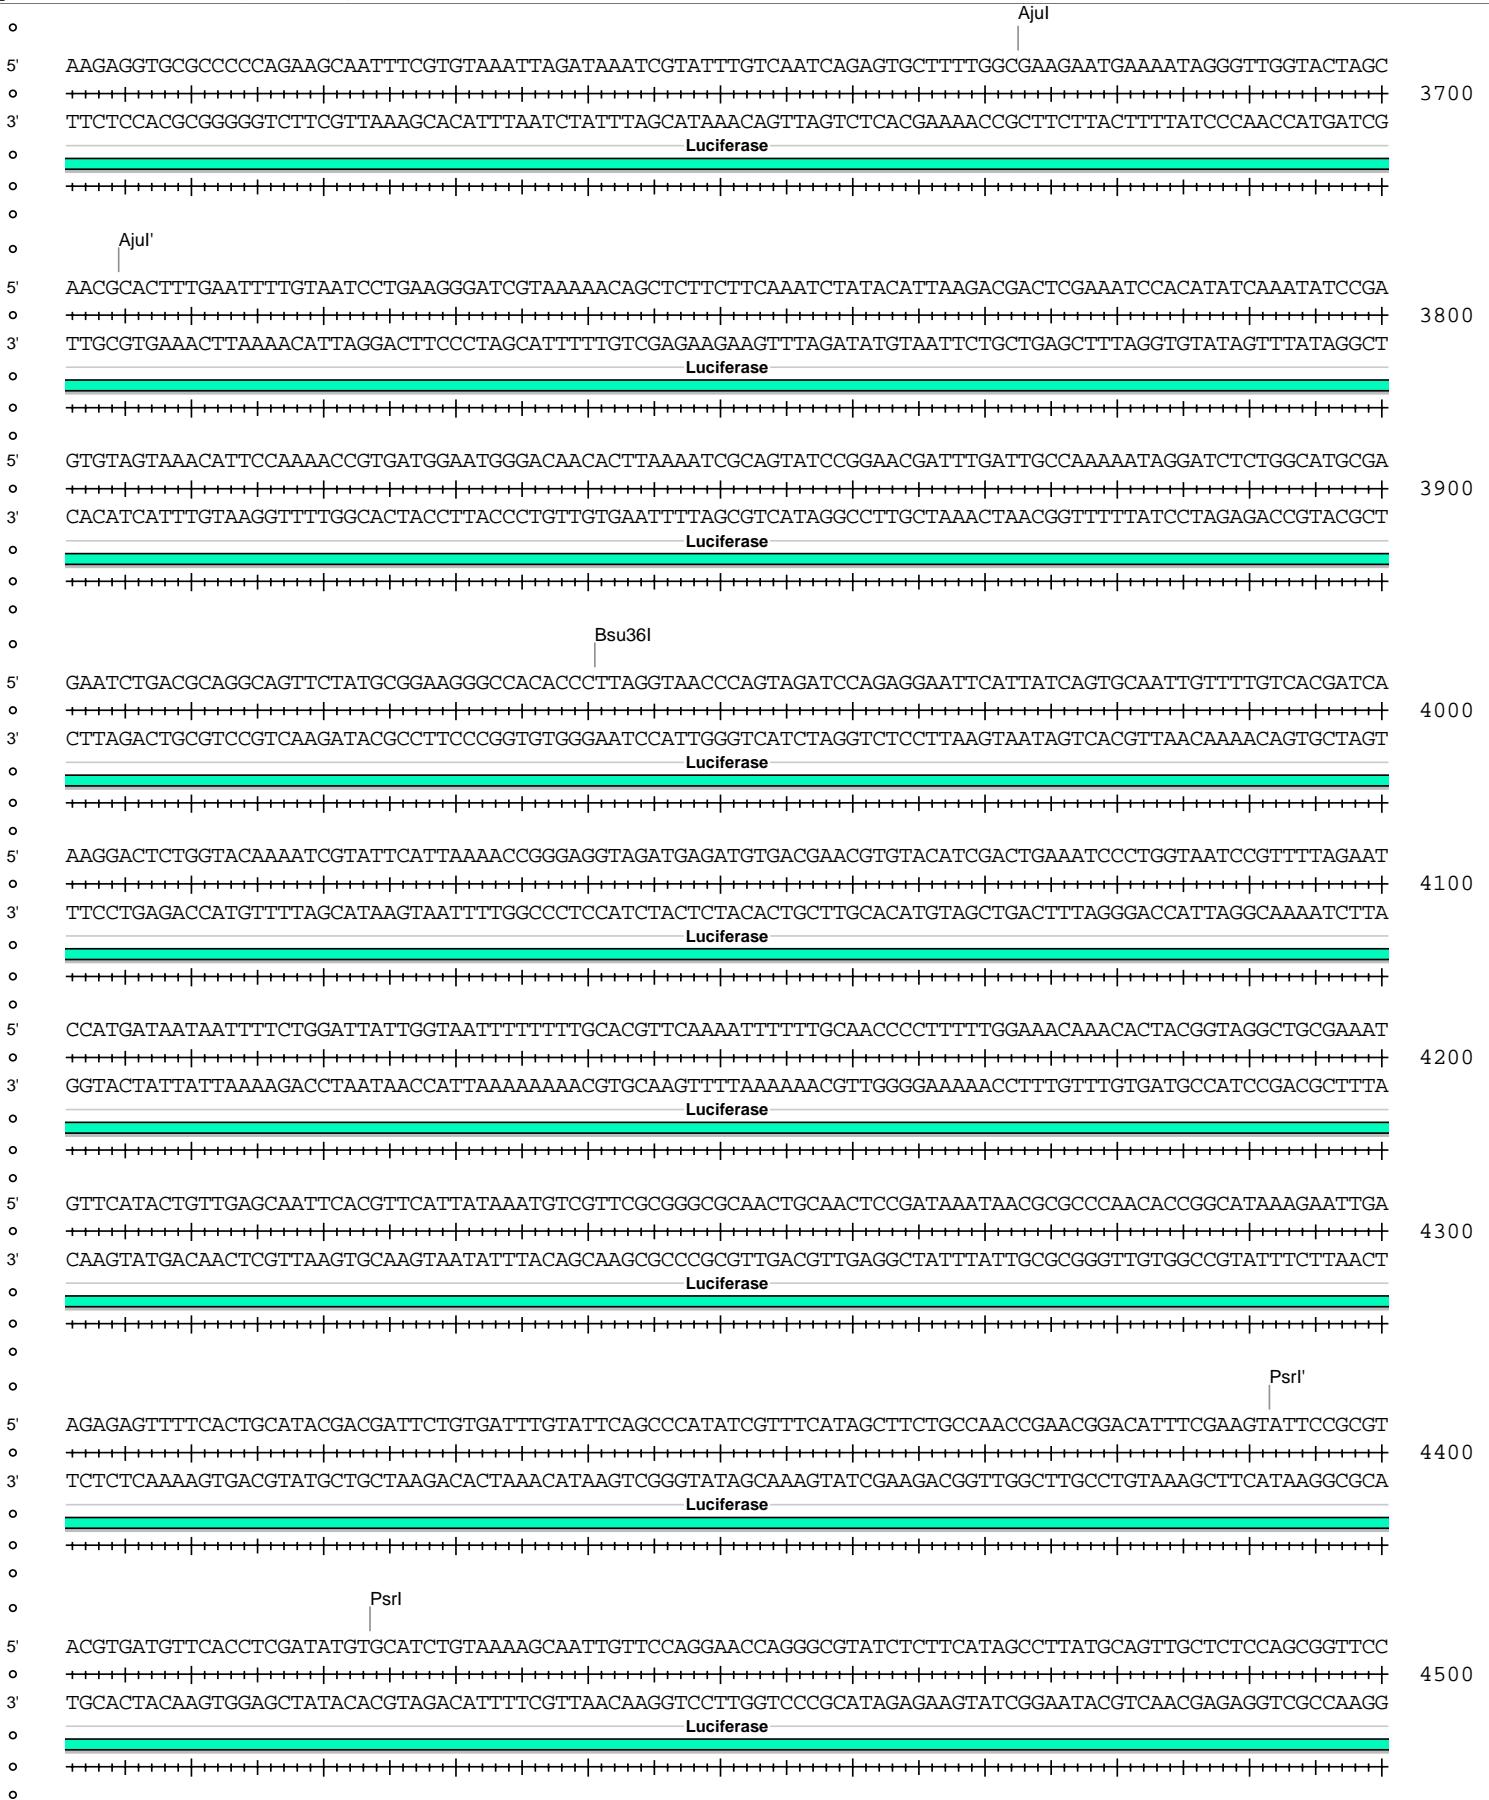 AjuI
5' AAGAGGTGCGCCCCCAGAAGCAATTTCGTGTAAATTAGATAAATCGTATTTGTCAATCAGAGTGCTTTTGGCGAAGAATGAAAATAGGGTTGGTACTAGC
3700
3' TTCTCCACGCGGGGGTCTTCGTTAAAGCACATTTAATCTATTTAGCATAAACAGTTAGTCTCACGAAAACCGCTTCTTACTTTTATCCCAACCATGATCG
Luciferase
AjuI'
5' AACGCACTTTGAATTTTGTAATCCTGAAGGGATCGTAAAAACAGCTCTTCTTCAAATCTATACATTAAGACGACTCGAAATCCACATATCAAATATCCGA
3800
3' TTGCGTGAAACTTAAAACATTAGGACTTCCCTAGCATTTTTGTCGAGAAGAAGTTTAGATATGTAATTCTGCTGAGCTTTAGGTGTATAGTTTATAGGCT
Luciferase
5' GTGTAGTAAACATTCCAAAACCGTGATGGAATGGGACAACACTTAAAATCGCAGTATCCGGAACGATTTGATTGCCAAAAATAGGATCTCTGGCATGCGA
3900
3' CACATCATTTGTAAGGTTTTGGCACTACCTTACCCTGTTGTGAATTTTAGCGTCATAGGCCTTGCTAAACTAACGGTTTTTATCCTAGAGACCGTACGCT
Luciferase
Bsu36I
5' GAATCTGACGCAGGCAGTTCTATGCGGAAGGGCCACACCCTTAGGTAACCCAGTAGATCCAGAGGAATTCATTATCAGTGCAATTGTTTTGTCACGATCA
4000
3' CTTAGACTGCGTCCGTCAAGATACGCCTTCCCGGTGTGGGAATCCATTGGGTCATCTAGGTCTCCTTAAGTAATAGTCACGTTAACAAAACAGTGCTAGT
Luciferase
5' AAGGACTCTGGTACAAAATCGTATTCATTAAAACCGGGAGGTAGATGAGATGTGACGAACGTGTACATCGACTGAAATCCCTGGTAATCCGTTTTAGAAT
4100
3' TTCCTGAGACCATGTTTTAGCATAAGTAATTTTGGCCCTCCATCTACTCTACACTGCTTGCACATGTAGCTGACTTTAGGGACCATTAGGCAAAATCTTA
Luciferase
5' CCATGATAATAATTTTCTGGATTATTGGTAATTTTTTTTGCACGTTCAAAATTTTTTGCAACCCCTTTTTGGAAACAAACACTACGGTAGGCTGCGAAAT
4200
3' GGTACTATTATTAAAAGACCTAATAACCATTAAAAAAAACGTGCAAGTTTTAAAAAACGTTGGGGAAAAACCTTTGTTTGTGATGCCATCCGACGCTTTA
Luciferase
5' GTTCATACTGTTGAGCAATTCACGTTCATTATAAATGTCGTTCGCGGGCGCAACTGCAACTCCGATAAATAACGCGCCCAACACCGGCATAAAGAATTGA
4300
3' CAAGTATGACAACTCGTTAAGTGCAAGTAATATTTACAGCAAGCGCCCGCGTTGACGTTGAGGCTATTTATTGCGCGGGTTGTGGCCGTATTTCTTAACT
Luciferase
PsrI'
5' AGAGAGTTTTCACTGCATACGACGATTCTGTGATTTGTATTCAGCCCATATCGTTTCATAGCTTCTGCCAACCGAACGGACATTTCGAAGTATTCCGCGT
4400
3' TCTCTCAAAAGTGACGTATGCTGCTAAGACACTAAACATAAGTCGGGTATAGCAAAGTATCGAAGACGGTTGGCTTGCCTGTAAAGCTTCATAAGGCGCA
Luciferase
PsrI
5' ACGTGATGTTCACCTCGATATGTGCATCTGTAAAAGCAATTGTTCCAGGAACCAGGGCGTATCTCTTCATAGCCTTATGCAGTTGCTCTCCAGCGGTTCC
4500
3' TGCACTACAAGTGGAGCTATACACGTAGACATTTTCGTTAACAAGGTCCTTGGTCCCGCATAGAGAAGTATCGGAATACGTCAACGAGAGGTCGCCAAGG
Luciferase